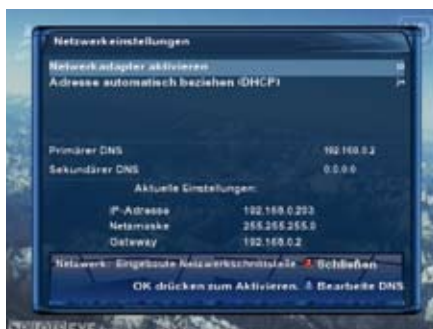 Netzwerkeinstellungen
Netzwerkadapter aktivieren
Adresse automatisch beziehen (DHCP)
Primärer DNS 192.168.0.2
Sekundärer DNS 0.0.0.0
Aktuelle Einstellungen:
IP-Adresse 192.168.0.203
Netzmaske 255.255.255.0
Gateway 192.168.0.2
Netzwerk: Eingebaute Netzwerkschnittstelle Schließen
OK drücken zum Aktivieren. Bearbeite DNS